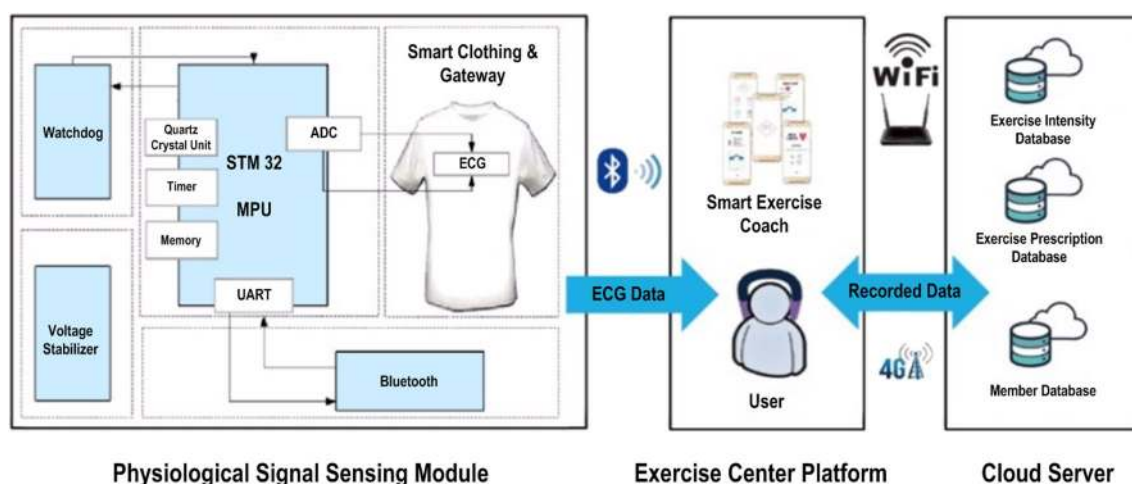 Watchdog
Quartz
Crystal Unit
Timer
Memory
STM 32
MPU
ADC
UART
Smart Clothing &
Gateway
ECG
Voltage
Stabilizer
Bluetooth
ECG Data
Smart Exercise
Coach
User
WiFi
Recorded Data
4G
Exercise Intensity
Database
Exercise Prescription
Database
Member Database
Physiological Signal Sensing Module
Exercise Center Platform
Cloud Server